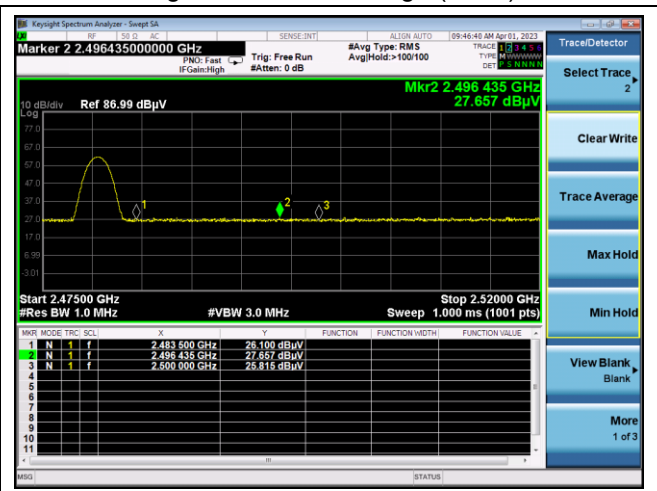 Keysight Spectrum Analyzer - Swept SA
RF 50 Ω AC SENSE:INT ALIGN AUTO 09:46:48 AM Apr 01, 2023
Marker 2 2.496435000000 GHz
PNO: Fast
IFGain:High
Trig: Free Run
#Atten: 0 dB
#Avg Type: RMS
Avg|Hold:>100/100
TRACE 1 2 3 4 5 6
TYPE MWWWWW
DET P S N N N N
Mkr2 2.496 435 GHz
27.657 dBµV
10 dB/div Ref 86.99 dBµV
Log
77.0
67.0
57.0
47.0
37.0
27.0
17.0
6.99
-3.01
1
2
3
Start 2.47500 GHz Stop 2.52000 GHz
#Res BW 1.0 MHz #VBW 3.0 MHz Sweep 1.000 ms (1001 pts)
MKR MODE TRC SCL X Y FUNCTION FUNCTION WIDTH FUNCTION VALUE
1 N 1 f 2.483 500 GHz 26.100 dBµV
2 N 1 f 2.496 435 GHz 27.657 dBµV
3 N 1 f 2.500 000 GHz 25.815 dBµV
4
5
6
7
8
9
10
11
MSG STATUS
Trace/Detector
Select Trace
2
Clear Write
Trace Average
Max Hold
Min Hold
View Blank
Blank
More
1 of 3